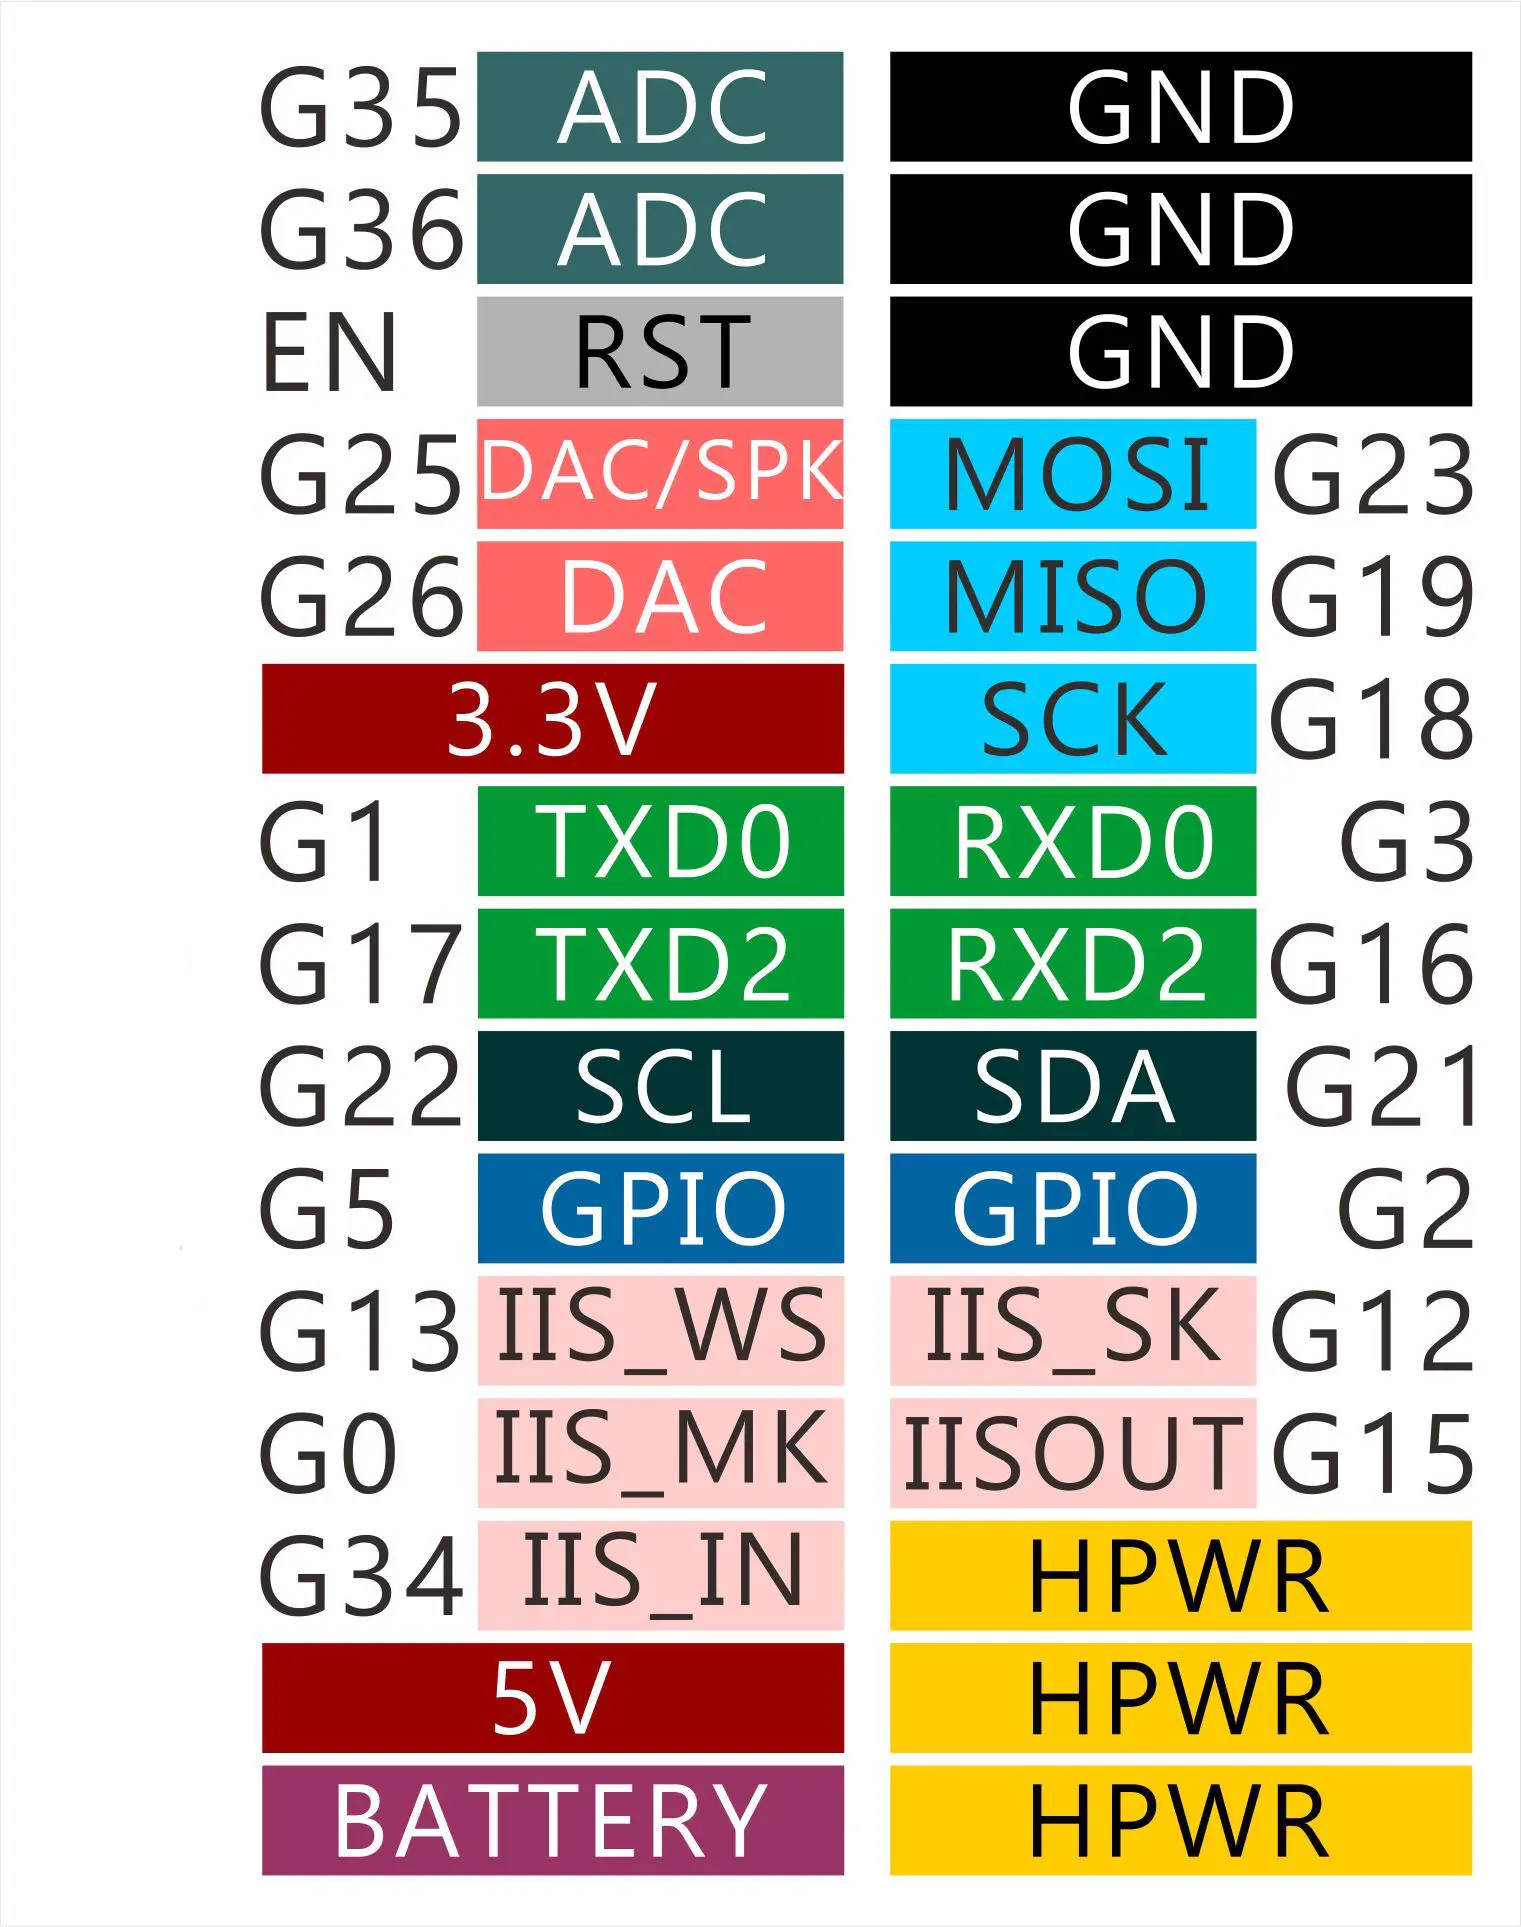 G35 ADC GND
G36 ADC GND
EN RST GND
G25 DAC/SPK MOSI G23
G26 DAC MISO G19
3.3V SCK G18
G1 TXD0 RXD0 G3
G17 TXD2 RXD2 G16
G22 SCL SDA G21
G5 GPIO GPIO G2
G13 IIS_WS IIS_SK G12
G0 IIS_MK IISOUT G15
G34 IIS_IN HPWR
5V HPWR
BATTERY HPWR